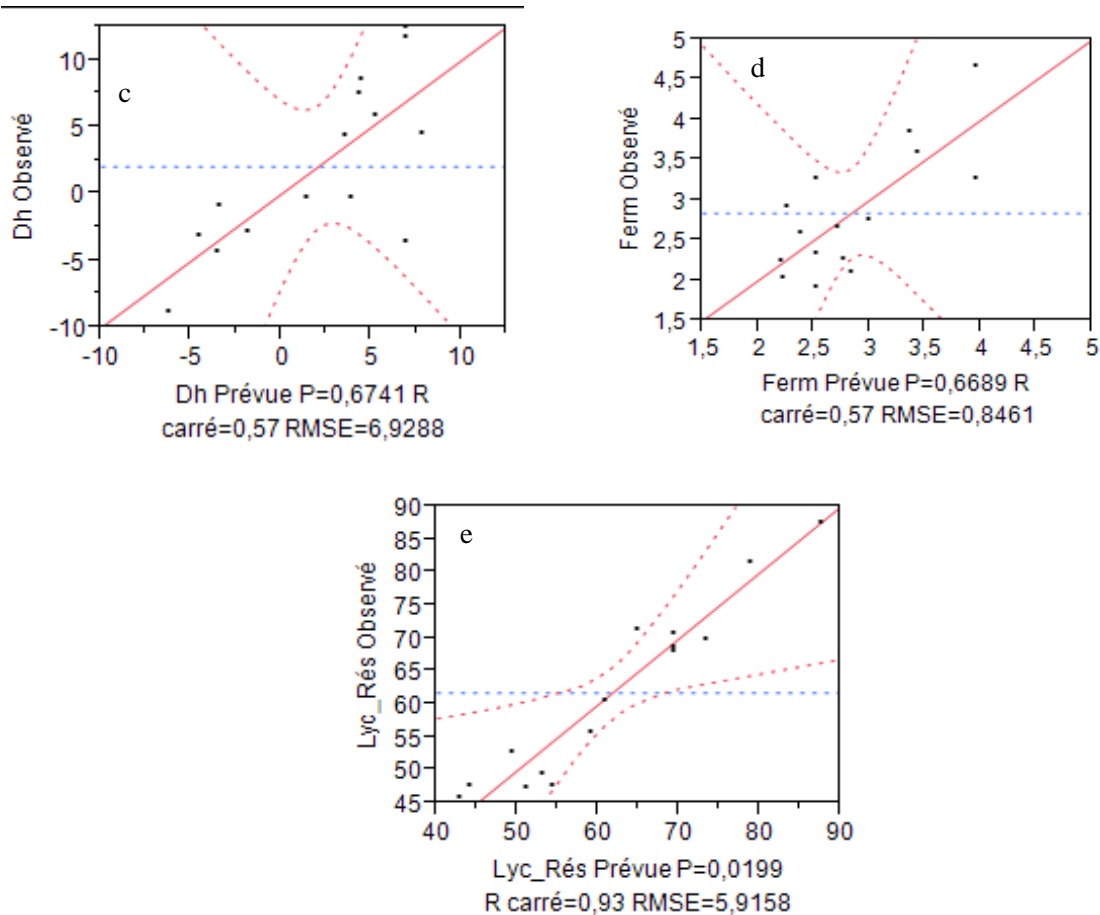 c
Dh Observé
10
5
0
-5
-10
-10 -5 0 5 10
Dh Prévue P=0,6741 R
carré=0,57 RMSE=6,9288
d
Ferm Observé
5
4,5
4
3,5
3
2,5
2
1,5
1,5 2 2,5 3 3,5 4 4,5 5
Ferm Prévue P=0,6689 R
carré=0,57 RMSE=0,8461
e
Lyc_Rés Observé
90
85
80
75
70
65
60
55
50
45
40 50 60 70 80 90
Lyc_Rés Prévue P=0,0199
R carré=0,93 RMSE=5,9158